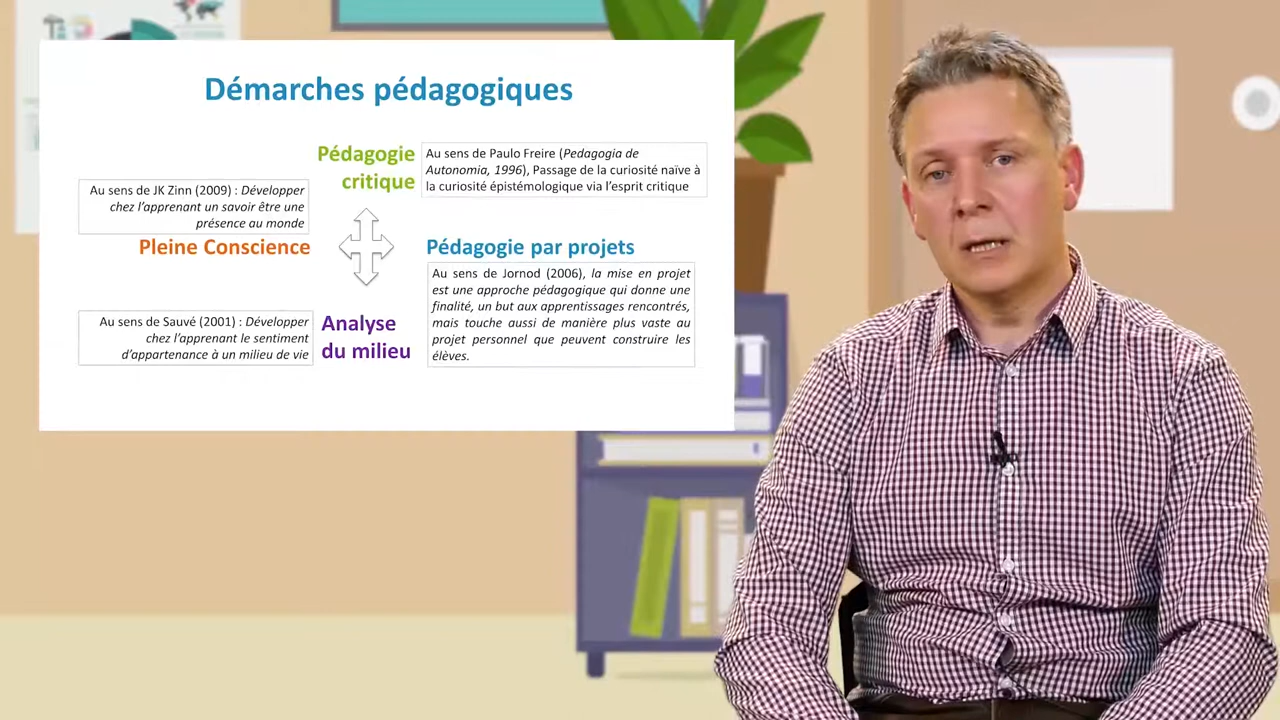 Démarches pédagogiques
Pédagogie
critique
Au sens de Paulo Freire (Pedagogia de
Autonomia, 1996), Passage de la curiosité naïve à
la curiosité épistémologique via l’esprit critique
Au sens de JK Zinn (2009) : Développer
chez l’apprenant un savoir être une
présence au monde
Pleine Conscience
Pédagogie par projets
Au sens de Jornod (2006), la mise en projet
est une approche pédagogique qui donne une
finalité, un but aux apprentissages rencontrés,
mais touche aussi de manière plus vaste au
projet personnel que peuvent construire les
élèves.
Au sens de Sauvé (2001) : Développer
chez l’apprenant le sentiment
d’appartenance à un milieu de vie
Analyse
du milieu